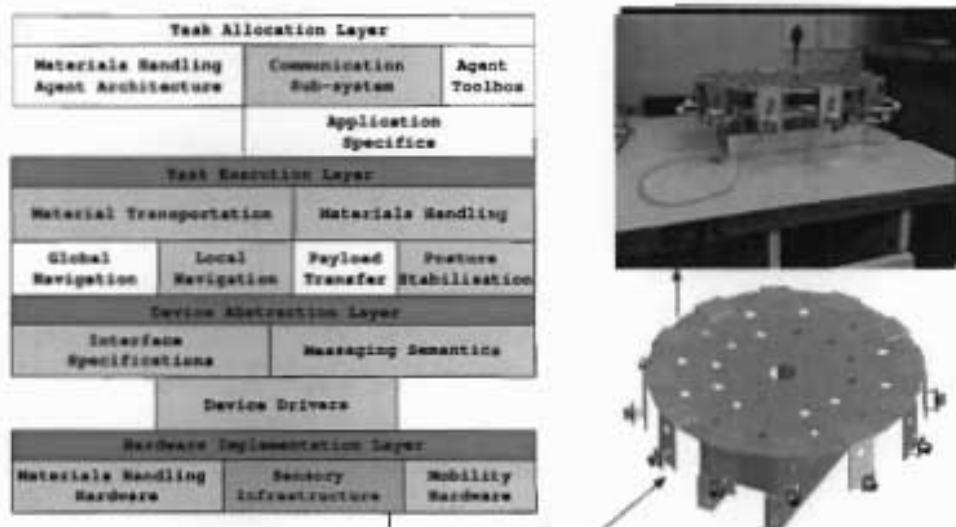 Task Allocation Layer
Materials Handling
Agent Architecture
Communication
Sub-system
Agent
Toolbox
Application
Specifics
Task Execution Layer
Material Transportation
Materials Handling
Global
Navigation
Local
Navigation
Payload
Transfer
Posture
Stabilisation
Device Abstraction Layer
Interface
Specifications
Messaging Semantics
Device Drivers
Hardware Implementation Layer
Materials Handling
Hardware
Sensory
Infrastructure
Mobility
Hardware